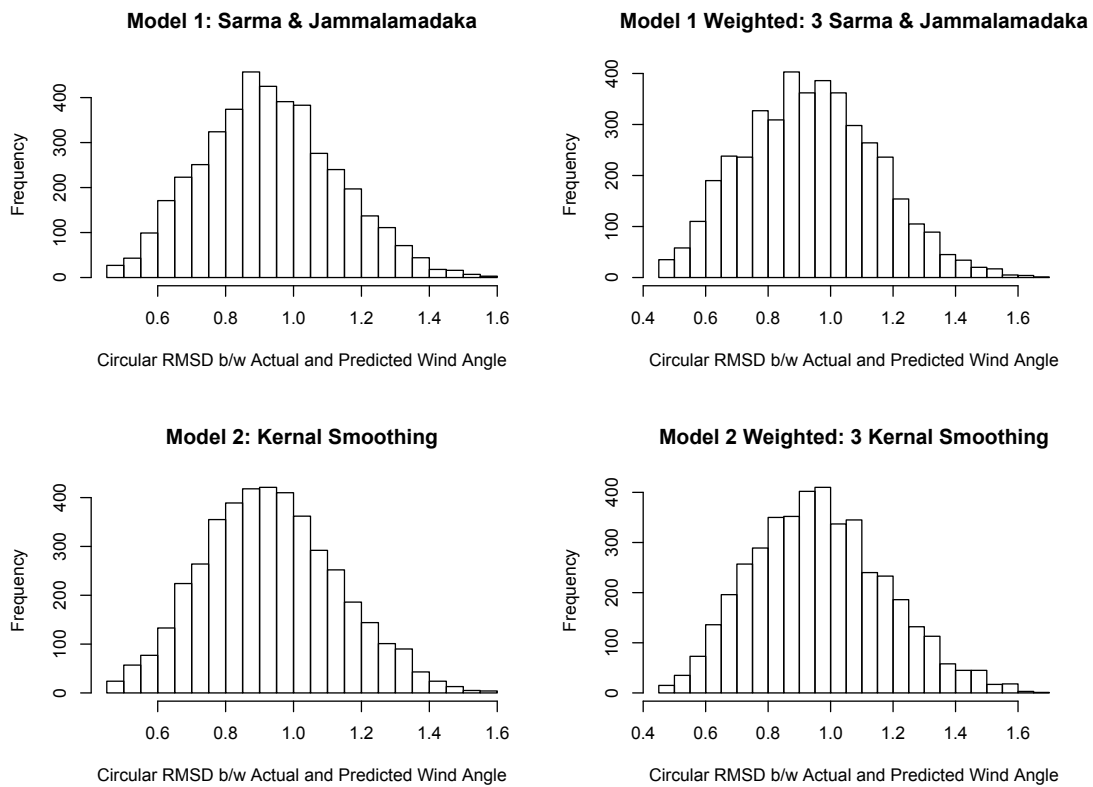 Model 1: Sarma & Jammalamadaka
Frequency
400
300
200
100
0
0.6 0.8 1.0 1.2 1.4 1.6
Circular RMSD b/w Actual and Predicted Wind Angle
Model 1 Weighted: 3 Sarma & Jammalamadaka
Frequency
400
300
200
100
0
0.4 0.6 0.8 1.0 1.2 1.4 1.6
Circular RMSD b/w Actual and Predicted Wind Angle
Model 2: Kernal Smoothing
Frequency
400
300
200
100
0
0.6 0.8 1.0 1.2 1.4 1.6
Circular RMSD b/w Actual and Predicted Wind Angle
Model 2 Weighted: 3 Kernal Smoothing
Frequency
400
300
200
100
0
0.4 0.6 0.8 1.0 1.2 1.4 1.6
Circular RMSD b/w Actual and Predicted Wind Angle